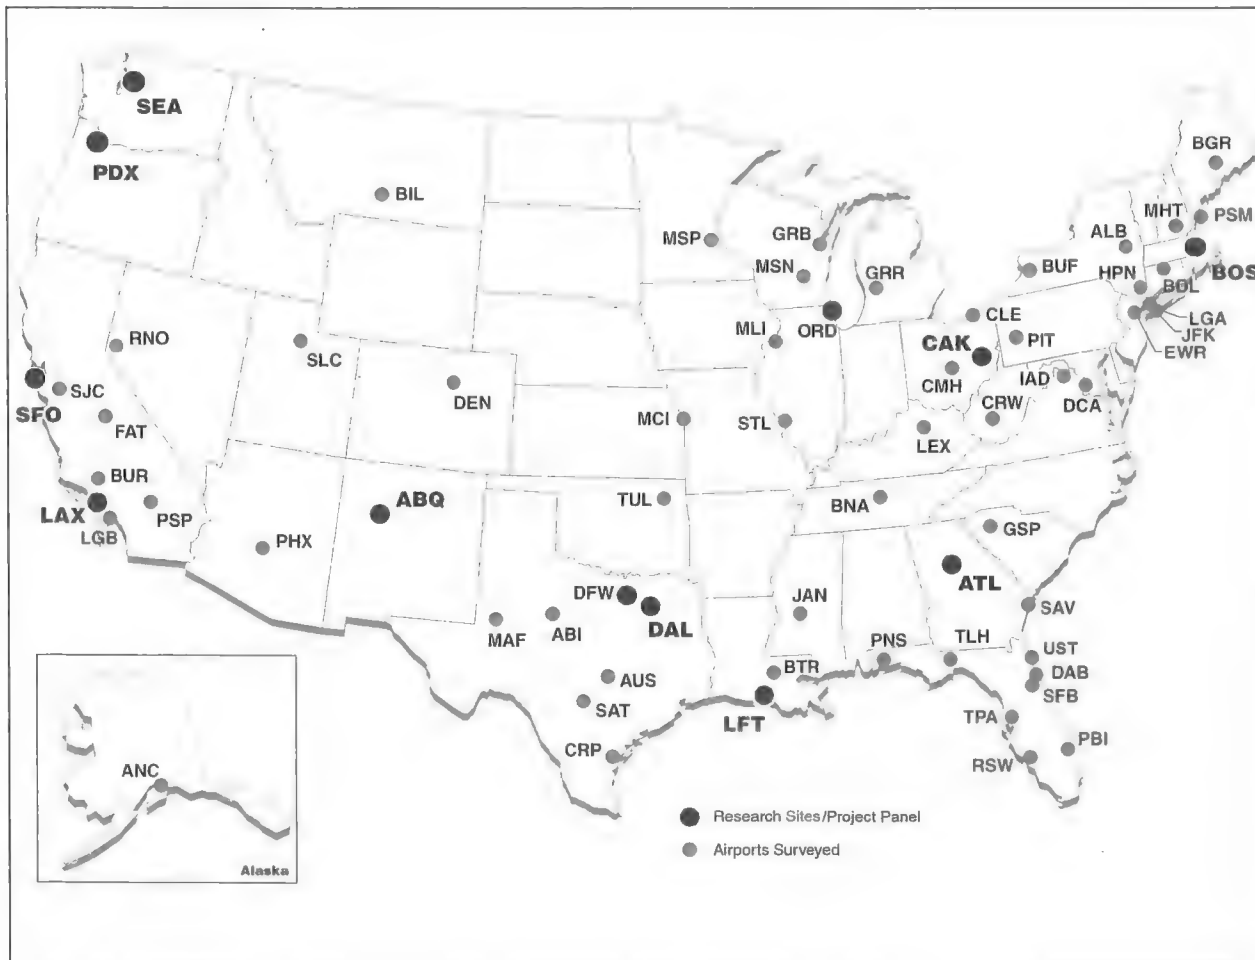 SEA
PDX
BIL
BGR
MHT
PSM
MSP
GRB
ALB
MSN
GRR
BUF
HPN
BDL
BOS
RNO
SLC
MLI
ORD
CLE
LGA
CAK
PIT
JFK
EWR
SFO
SJC
DEN
CMH
IAD
DCA
FAT
MCI
STL
CRW
LEX
BUR
LAX
PSP
LGB
ABQ
TUL
BNA
GSP
PHX
DFW
DAL
JAN
ATL
SAV
MAF
ABI
PNS
TLH
UST
BTR
DAB
AUS
SFB
SAT
LFT
TPA
PBI
CRP
RSW
ANC
Alaska
Research Sites/Project Panel
Airports Surveyed